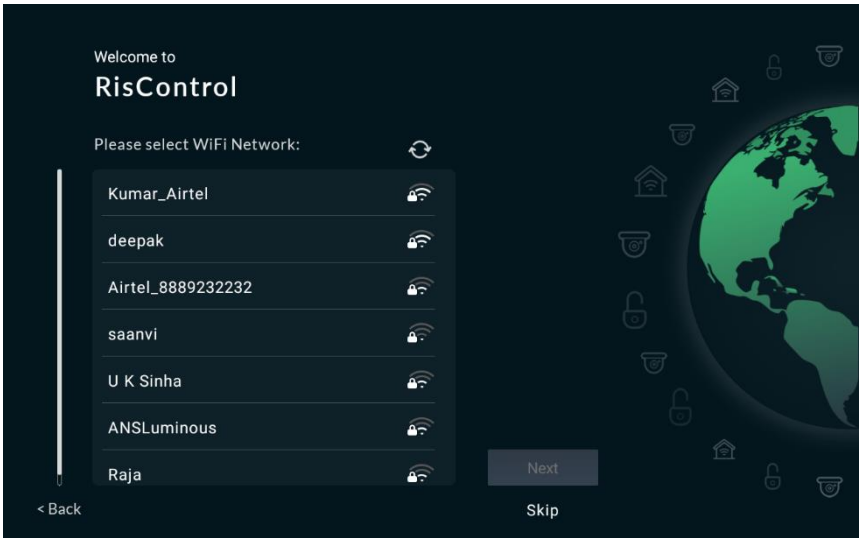 Welcome to
RisControl
Please select WiFi Network:
Kumar_Airtel
deepak
Airtel_8889232232
saanvi
U K Sinha
ANSLuminous
Raja
Next
< Back
Skip